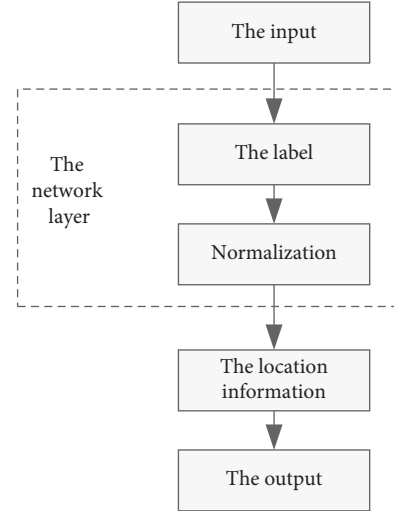 The input
The
network
layer
The label
Normalization
The location
information
The output